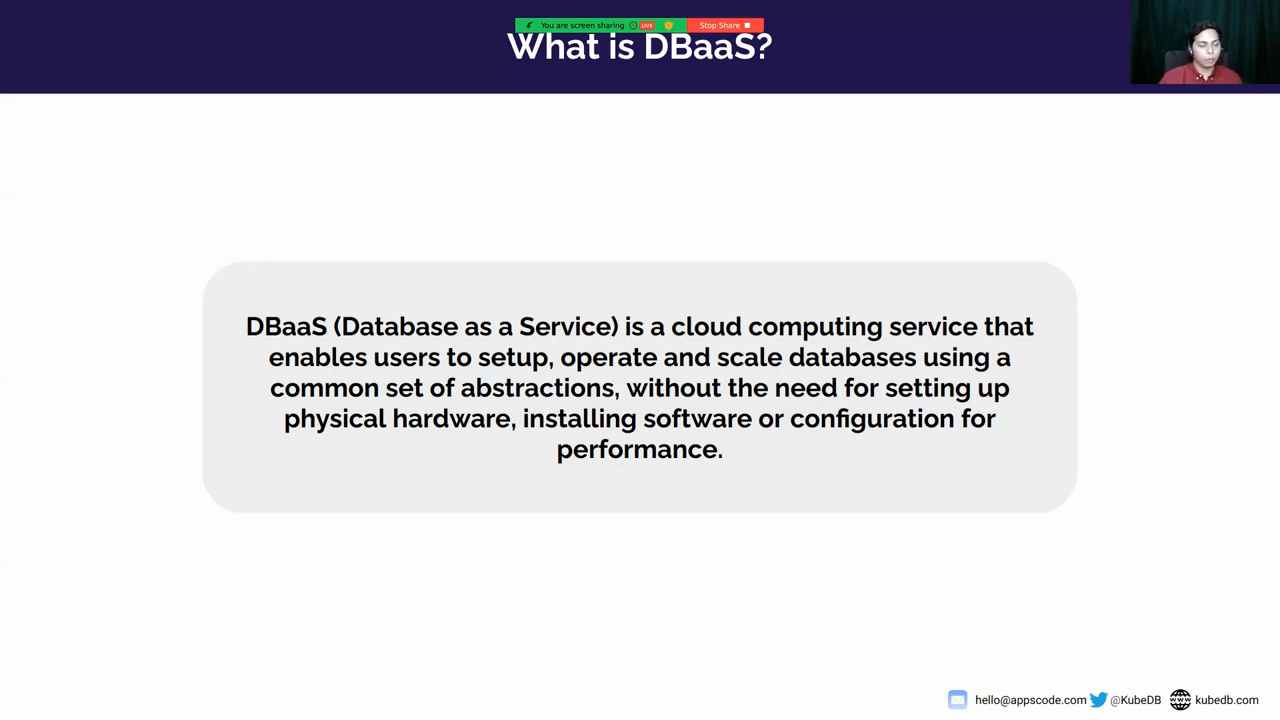 You are screen sharing LIVE Stop Share
What is DBaaS?
DBaaS (Database as a Service) is a cloud computing service that
enables users to setup, operate and scale databases using a
common set of abstractions, without the need for setting up
physical hardware, installing software or configuration for
performance.
hello@appscode.com @KubeDB www kubedb.com